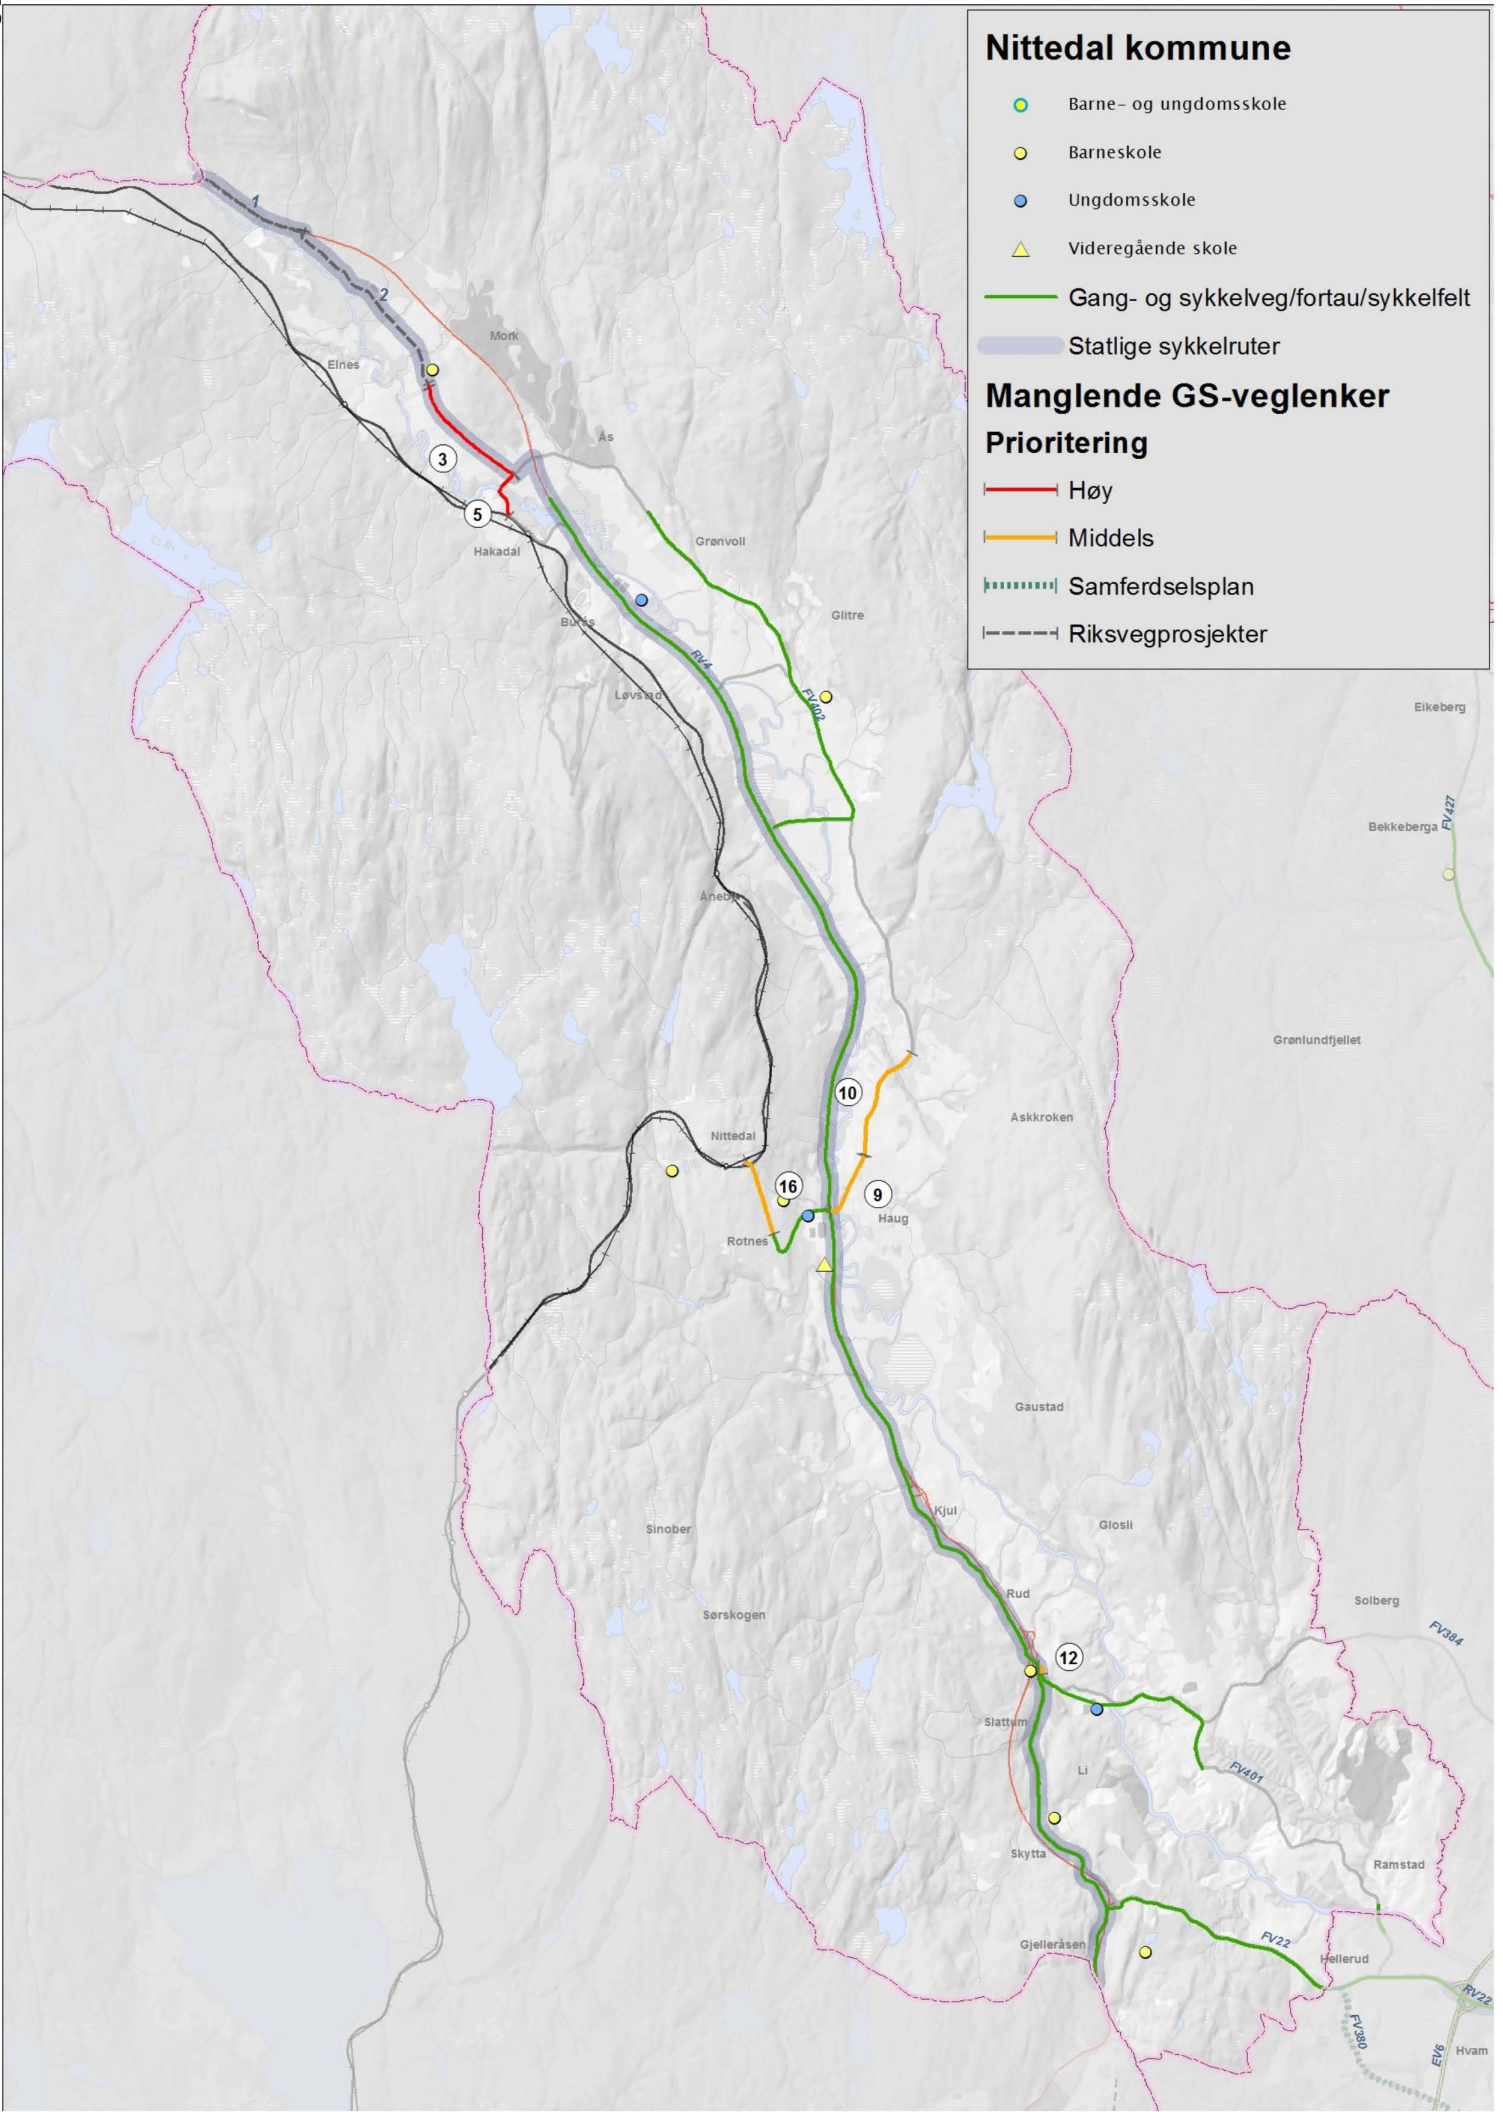 Nittedal kommune
Barne- og ungdomsskole
Barneskole
Ungdomsskole
Videregående skole
Gang- og sykkelveg/fortau/sykkelfelt
Statlige sykkelruter
Manglende GS-veglenker
Prioritering
Høy
Middels
Samferdselsplan
Riksvegprosjekter
1
2
Mork
Elnes
Ås
3
5
Hakadal
Grønvoll
Glitre
Burås
RV4
Løvstad
FV402
Eikeberg
FV427
Bekkeberga
Åneby
Grønlundfjellet
10
Askkroken
Nittedal
16
9
Haug
Rotnes
Gaustad
Kjul
Glosli
Sinober
Rud
Solberg
Sørskogen
FV384
12
Slattum
Li
FV401
Skytta
Ramstad
Gjelleråsen
FV22
Hellerud
RV22
FV380
EV6
Hvam